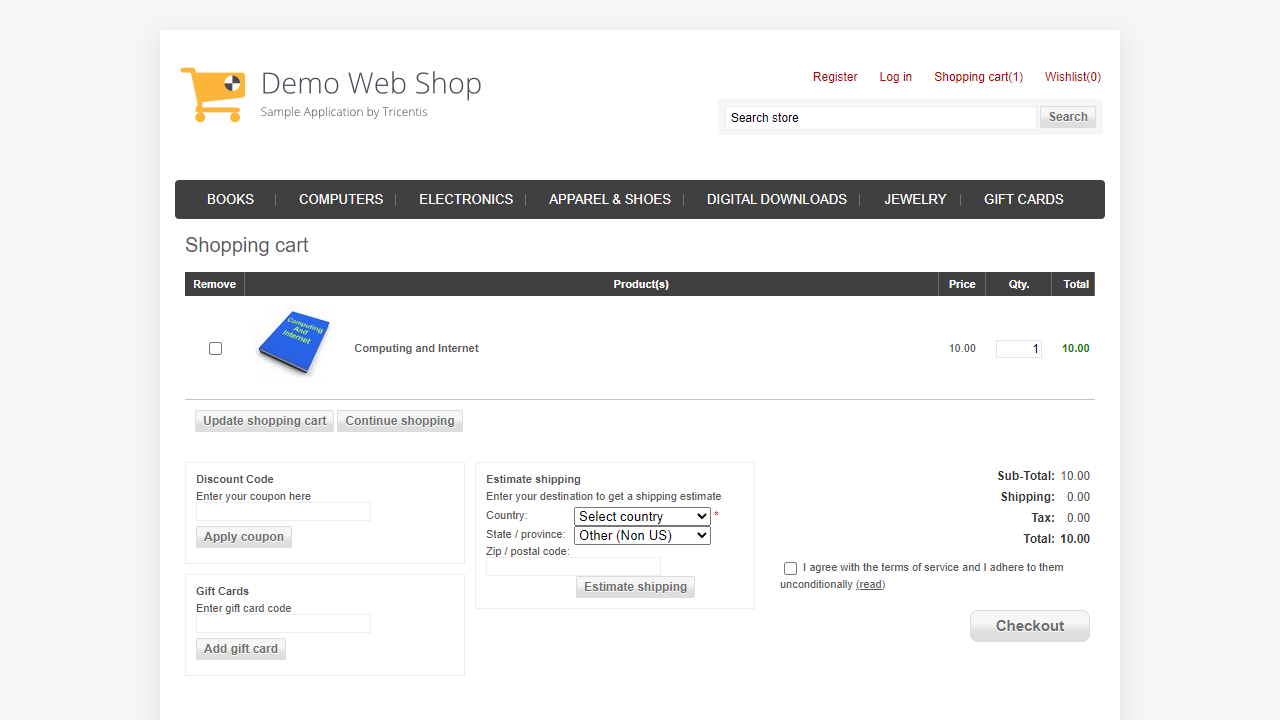 Demo Web Shop
Sample Application by Tricentis
Register Log in Shopping cart(1) Wishlist(0)
Search store Search
BOOKS COMPUTERS ELECTRONICS APPAREL & SHOES DIGITAL DOWNLOADS JEWELRY GIFT CARDS
Shopping cart
Remove Product(s) Price Qty. Total
Computing And Internet
Computing and Internet 10.00 1 10.00
Update shopping cart Continue shopping
Discount Code
Enter your coupon here
Apply coupon
Gift Cards
Enter gift card code
Add gift card
Estimate shipping
Enter your destination to get a shipping estimate
Country: Select country *
State / province: Other (Non US)
Zip / postal code:
Estimate shipping
Sub-Total: 10.00
Shipping: 0.00
Tax: 0.00
Total: 10.00
I agree with the terms of service and I adhere to them
unconditionally (read)
Checkout